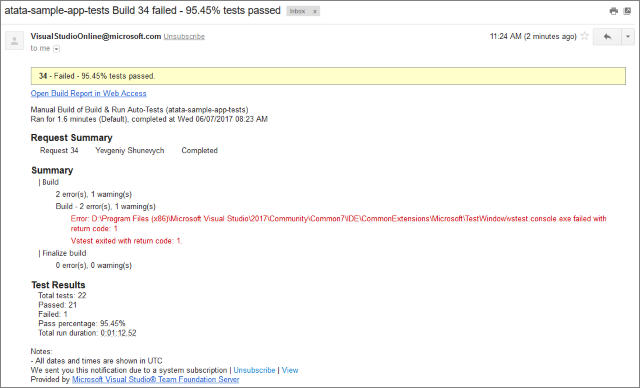 atata-sample-app-tests Build 34 failed - 95.45% tests passed Inbox x
VisualStudioOnline@microsoft.com Unsubscribe 11:24 AM (2 minutes ago)
to me
34 - Failed - 95.45% tests passed.
Open Build Report in Web Access
Manual Build of Build & Run Auto-Tests (atata-sample-app-tests)
Ran for 1.6 minutes (Default), completed at Wed 06/07/2017 08:23 AM
Request Summary
Request 34 Yevgeniy Shunevych Completed
Summary
| Build
2 error(s), 1 warning(s)
Build - 2 error(s), 1 warning(s)
Error: D:\Program Files (x86)\Microsoft Visual Studio\2017\Community\Common7\IDE\CommonExtensions\Microsoft\TestWindow\vstest.console.exe failed with
return code: 1
Vstest exited with return code: 1.
| Finalize build
0 error(s), 0 warning(s)
Test Results
Total tests: 22
Passed: 21
Failed: 1
Pass percentage: 95.45%
Total run duration: 0:01:12.52
Notes:
- All dates and times are shown in UTC
We sent you this notification due to a system subscription | Unsubscribe | View
Provided by Microsoft Visual Studio® Team Foundation Server